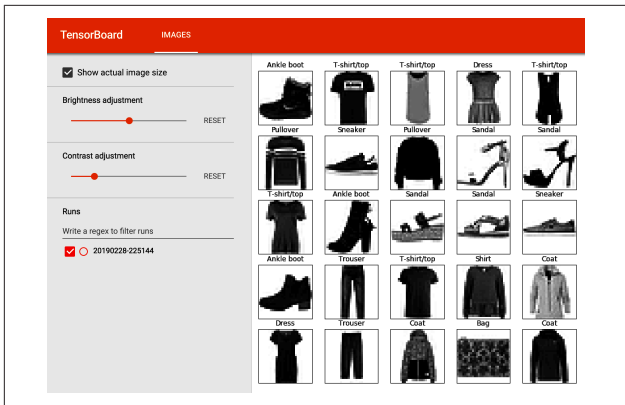 TensorBoard IMAGES
Show actual image size
Brightness adjustment
RESET
Contrast adjustment
RESET
Runs
Write a regex to filter runs
20190228-225144
Ankle boot T-shirt/top T-shirt/top Dress T-shirt/top
Pullover Sneaker Pullover Sandal Sandal
T-shirt/top Ankle boot Sandal Sandal Sneaker
Ankle boot Trouser T-shirt/top Shirt Coat
Dress Trouser Coat Bag Coat